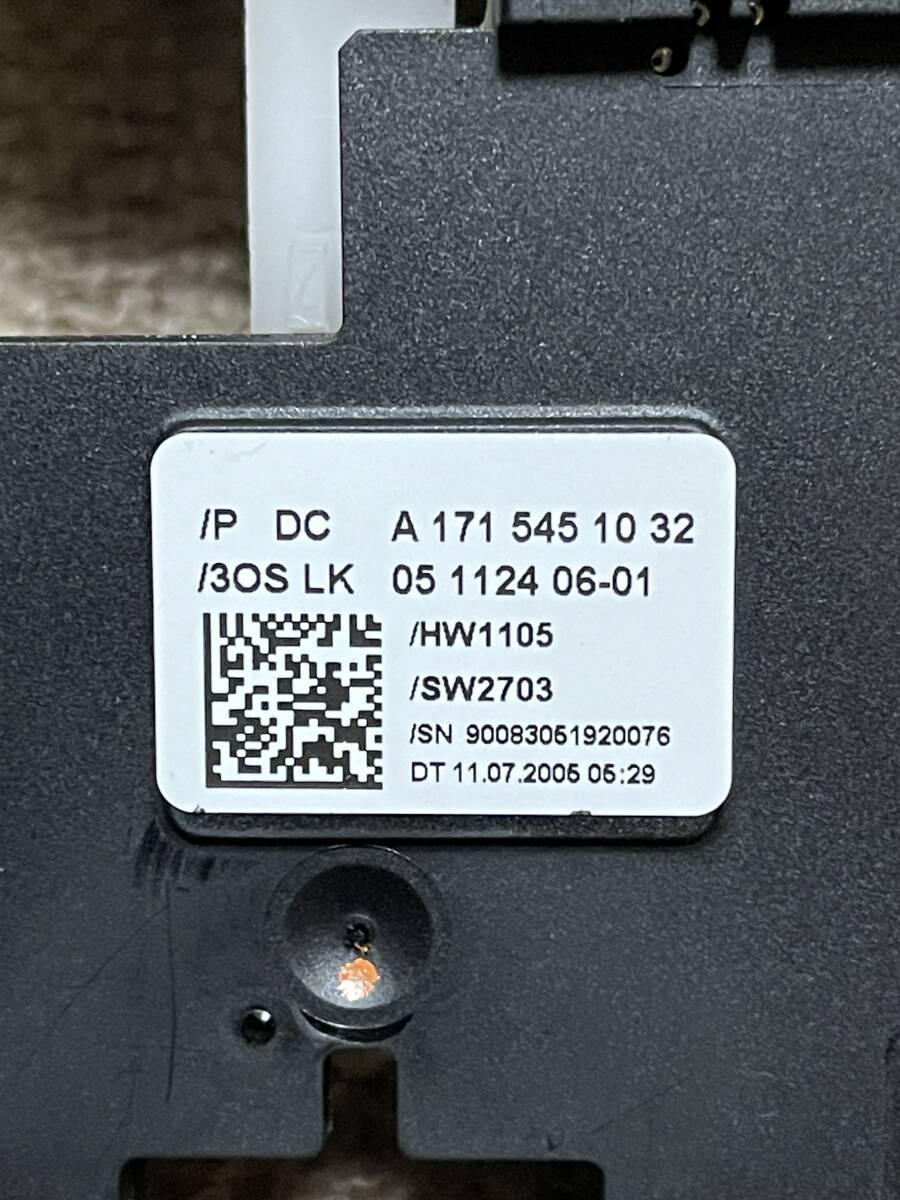 /P DC A 171 545 10 32
/3OS LK 05 1124 06-01
/HW1105
/SW2703
/SN 90083051920076
DT 11.07.2005 05:29